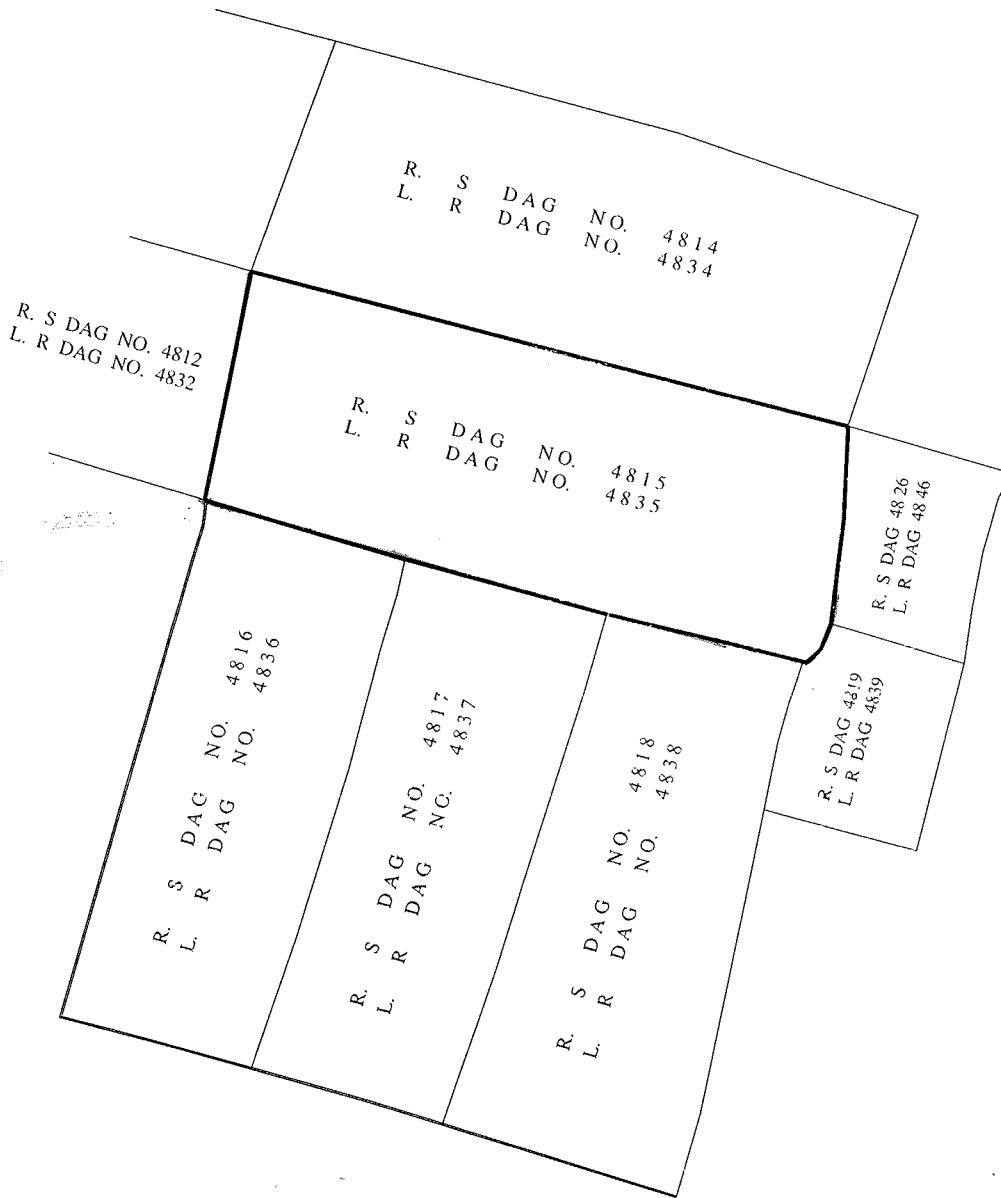 R. S DAG NO. 4814
L. R DAG NO. 4834
R. S DAG NO. 4812
L. R DAG NO. 4832
R. S DAG NO. 4815
L. R DAG NO. 4835
R. S DAG 4826
L. R DAG 4846
R. S DAG 4819
L. R DAG 4839
R. S DAG NO. 4816
L. R DAG NO. 4836
R. S DAG NO. 4817
L. R DAG NO. 4837
R. S DAG NO. 4818
L. R DAG NO. 4838